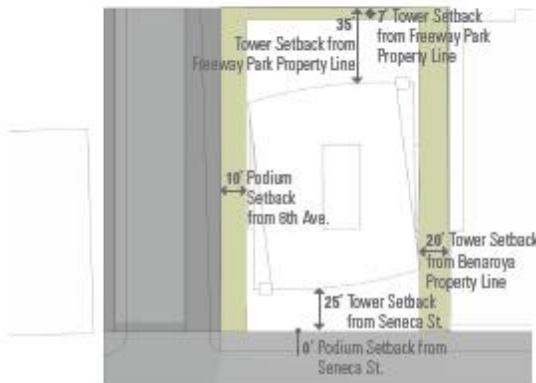 35'
Tower Setback from
Freeway Park Property Line
7' Tower Setback
from Freeway Park
Property Line
10' Podium
Setback
from 8th Ave.
20' Tower Setback
from Benaroya
Property Line
25' Tower Setback
from Seneca St.
0' Podium Setback from
Seneca St.